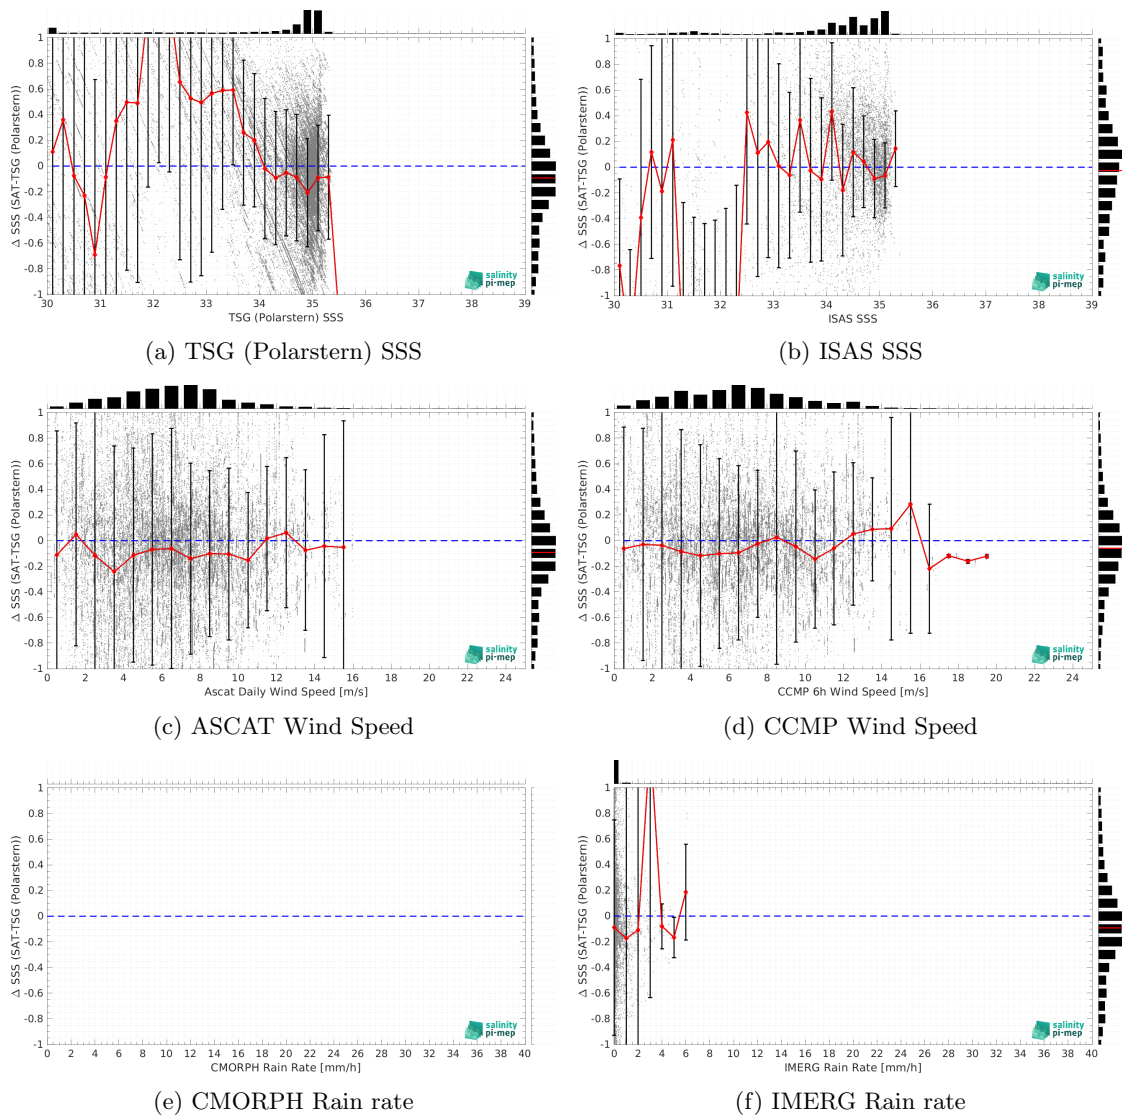 1
0.8
0.6
0.4
0.2
0
-0.2
-0.4
-0.6
-0.8
-1
Δ SSS (SAT-TSG (Polarstern))
30 31 32 33 34 35 36 37 38 39
TSG (Polarstern) SSS
salinity
pi-mep
(a) TSG (Polarstern) SSS
1
0.8
0.6
0.4
0.2
0
-0.2
-0.4
-0.6
-0.8
-1
Δ SSS (SAT-TSG (Polarstern))
30 31 32 33 34 35 36 37 38 39
ISAS SSS
salinity
pi-mep
(b) ISAS SSS
1
0.8
0.6
0.4
0.2
0
-0.2
-0.4
-0.6
-0.8
-1
Δ SSS (SAT-TSG (Polarstern))
0 2 4 6 8 10 12 14 16 18 20 22 24
Ascat Daily Wind Speed [m/s]
salinity
pi-mep
(c) ASCAT Wind Speed
1
0.8
0.6
0.4
0.2
0
-0.2
-0.4
-0.6
-0.8
-1
Δ SSS (SAT-TSG (Polarstern))
0 2 4 6 8 10 12 14 16 18 20 22 24
CCMP 6h Wind Speed [m/s]
salinity
pi-mep
(d) CCMP Wind Speed
1
0.8
0.6
0.4
0.2
0
-0.2
-0.4
-0.6
-0.8
-1
Δ SSS (SAT-TSG (Polarstern))
0 2 4 6 8 10 12 14 16 18 20 22 24 26 28 30 32 34 36 38 40
CMORPH Rain Rate [mm/h]
salinity
pi-mep
(e) CMORPH Rain rate
1
0.8
0.6
0.4
0.2
0
-0.2
-0.4
-0.6
-0.8
-1
Δ SSS (SAT-TSG (Polarstern))
0 2 4 6 8 10 12 14 16 18 20 22 24 26 28 30 32 34 36 38 40
IMERG Rain Rate [mm/h]
salinity
pi-mep
(f) IMERG Rain rate